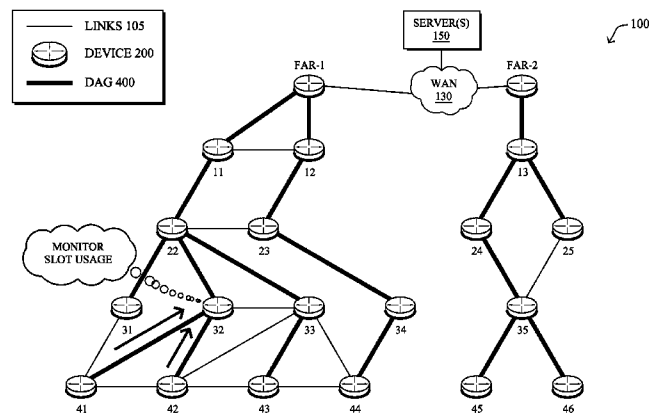 LINKS 105
DEVICE 200
DAG 400
SERVER(S)
150
100
FAR-1
WAN
130
FAR-2
11
12
13
MONITOR
SLOT USAGE
22
23
24
25
31
32
33
34
35
41
42
43
44
45
46